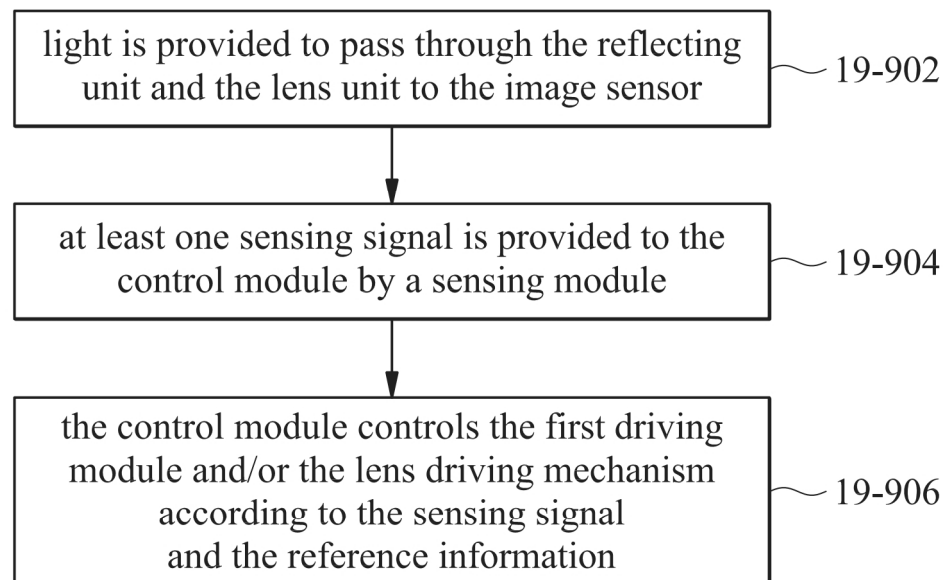 light is provided to pass through the reflecting
unit and the lens unit to the image sensor
19-902
at least one sensing signal is provided to the
control module by a sensing module
19-904
the control module controls the first driving
module and/or the lens driving mechanism
according to the sensing signal
and the reference information
19-906